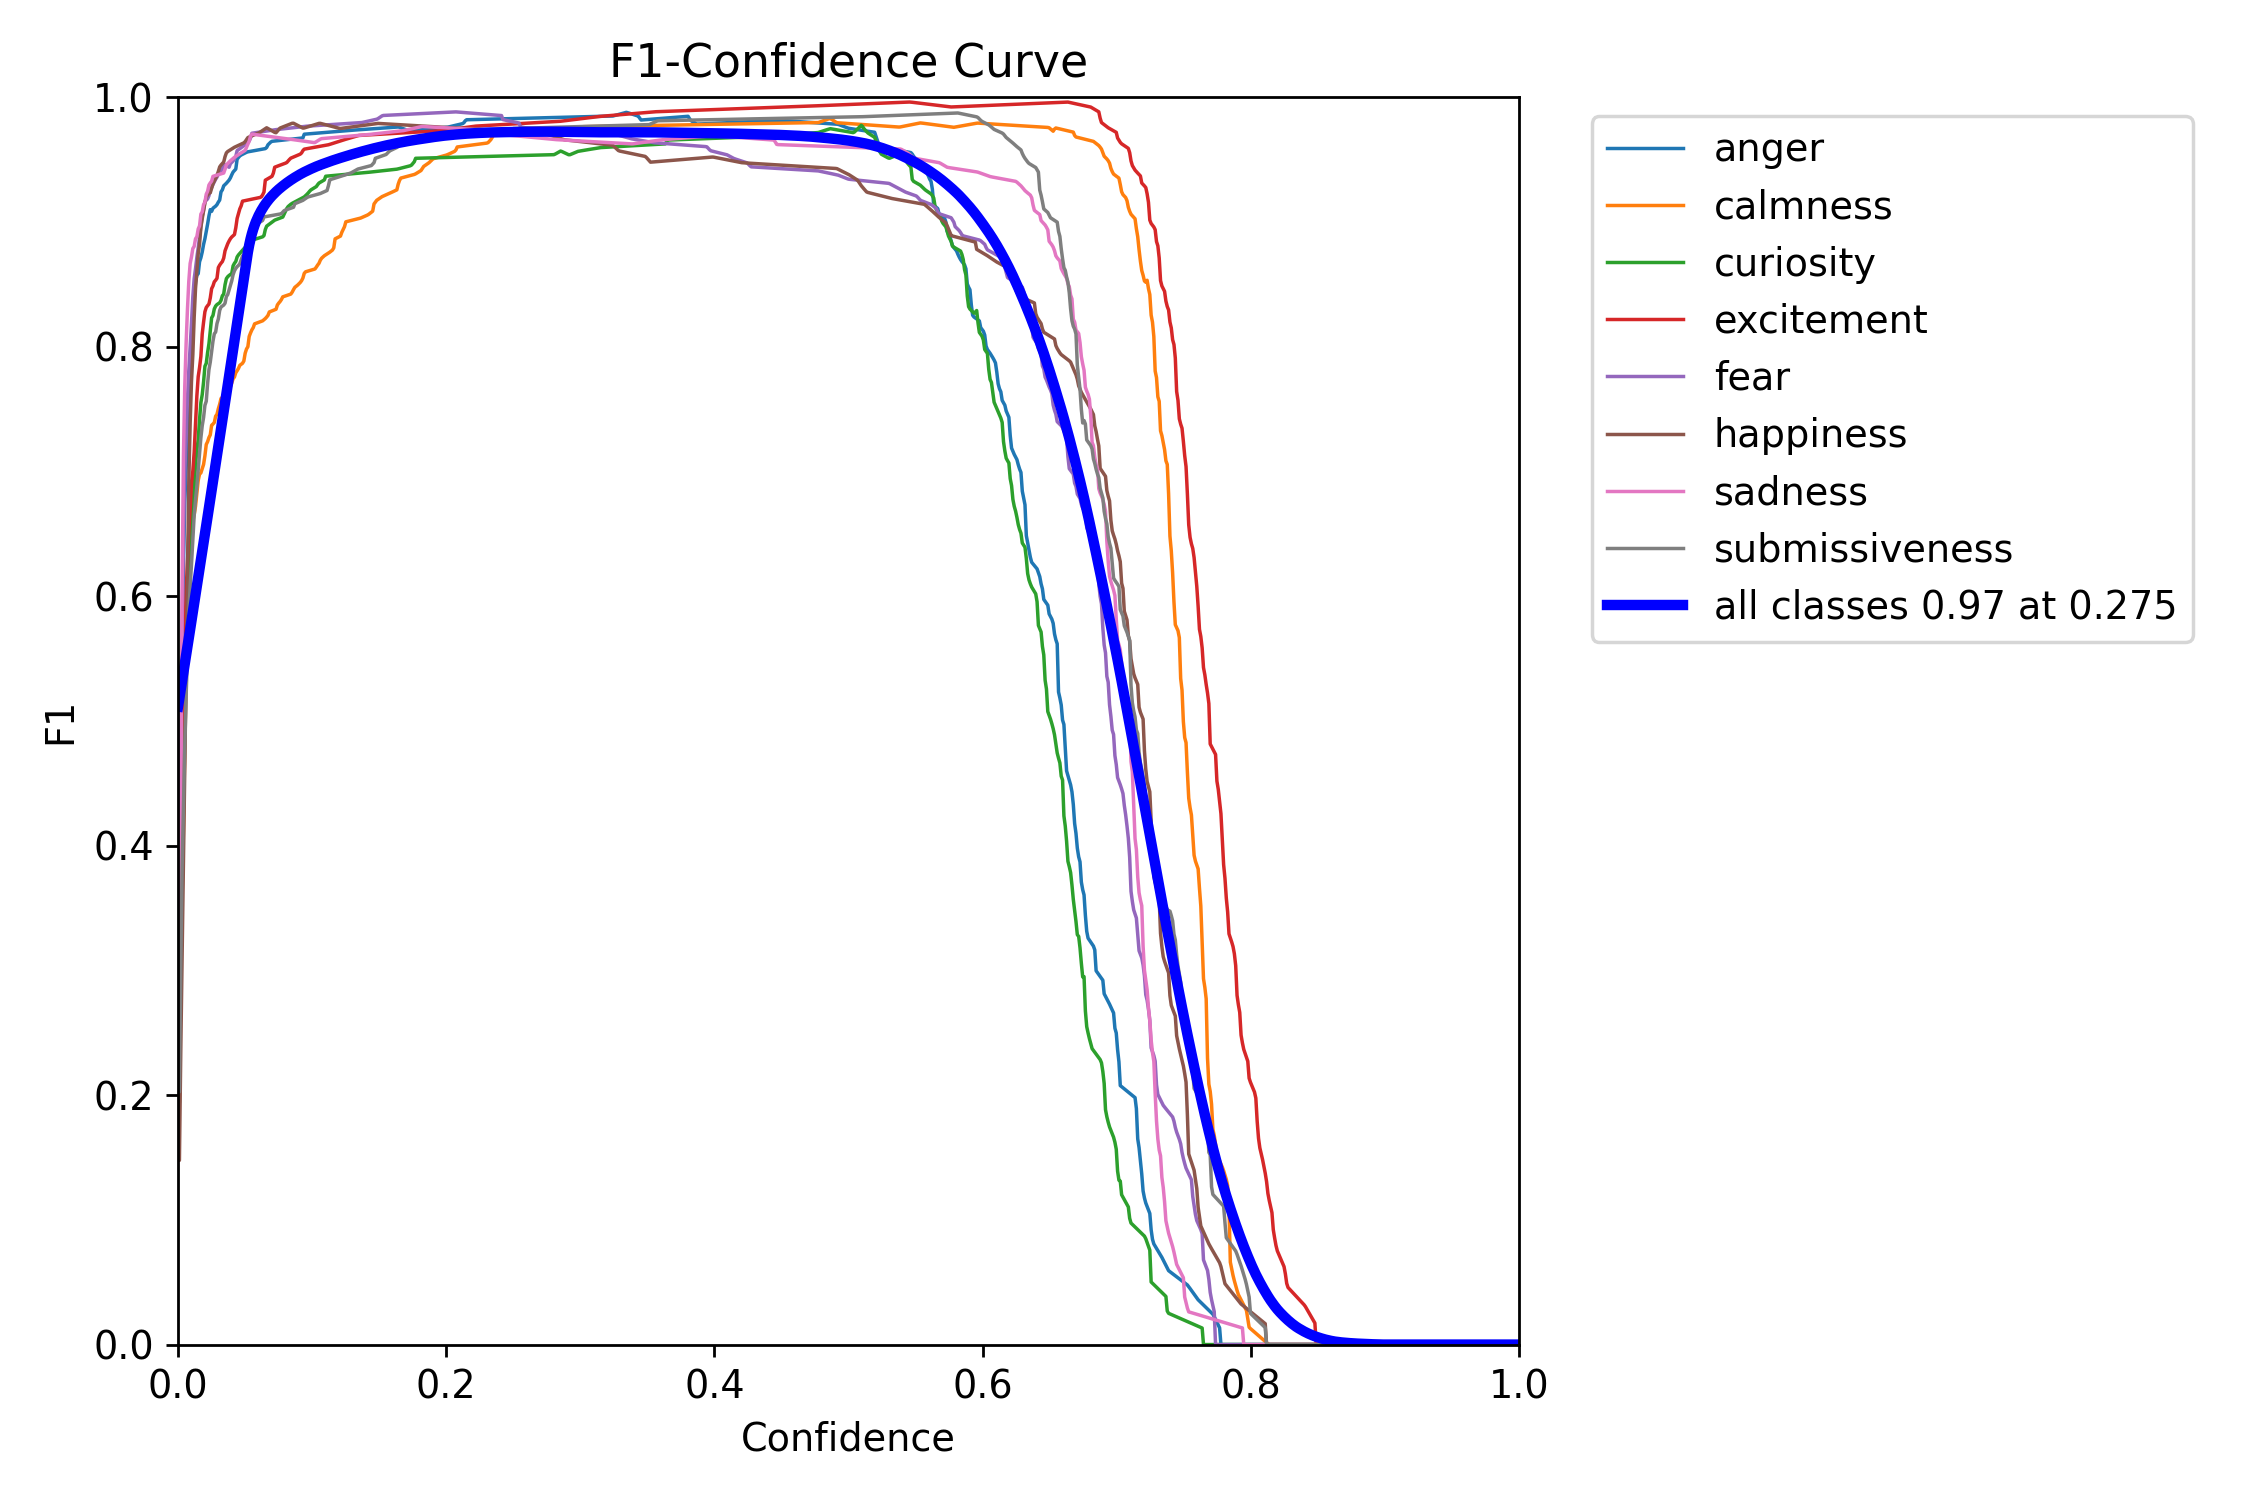 F1-Confidence Curve
1.0
0.8
0.6
0.4
0.2
0.0
F1
0.0 0.2 0.4 0.6 0.8 1.0
Confidence
anger
calmness
curiosity
excitement
fear
happiness
sadness
submissiveness
all classes 0.97 at 0.275